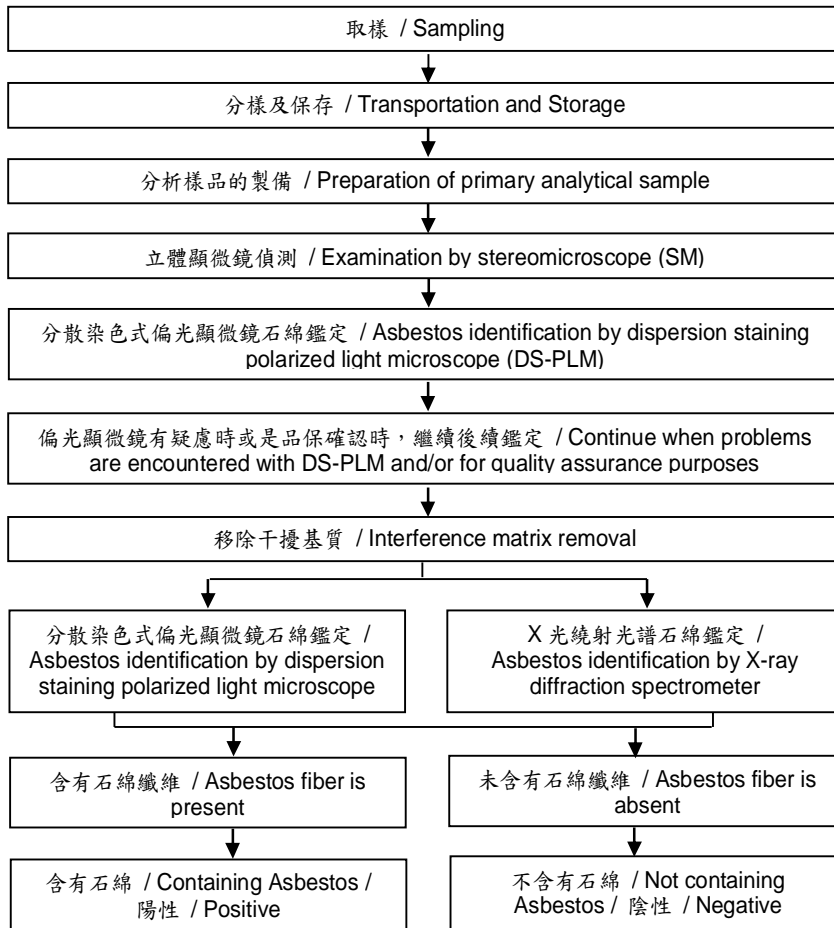 取樣 / Sampling
分樣及保存 / Transportation and Storage
分析樣品的製備 / Preparation of primary analytical sample
立體顯微鏡偵測 / Examination by stereomicroscope (SM)
分散染色式偏光顯微鏡石綿鑑定 / Asbestos identification by dispersion staining
polarized light microscope (DS-PLM)
偏光顯微鏡有疑慮時或是品保確認時，繼續後續鑑定 / Continue when problems
are encountered with DS-PLM and/or for quality assurance purposes
移除干擾基質 / Interference matrix removal
分散染色式偏光顯微鏡石綿鑑定 /
Asbestos identification by dispersion
staining polarized light microscope
X 光繞射光譜石綿鑑定 /
Asbestos identification by X-ray
diffraction spectrometer
含有石綿纖維 / Asbestos fiber is
present
未含有石綿纖維 / Asbestos fiber is
absent
含有石綿 / Containing Asbestos /
陽性 / Positive
不含有石綿 / Not containing
Asbestos / 陰性 / Negative